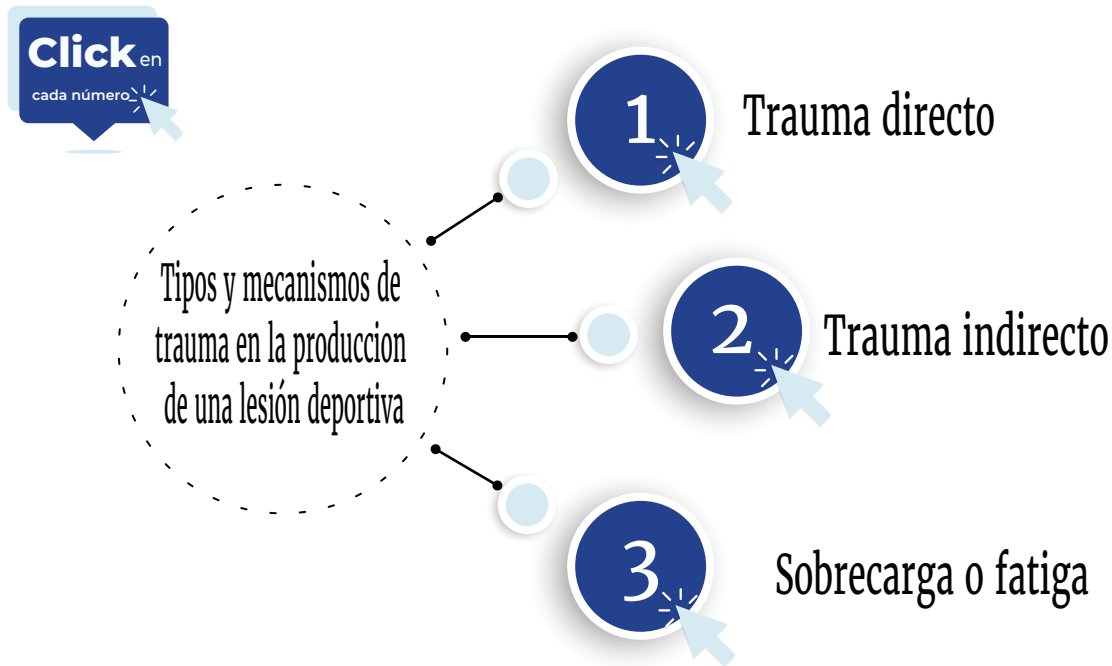 Click en
cada número
1
Trauma directo
Tipos y mecanismos de
trauma en la produccion
de una lesión deportiva
2
Trauma indirecto
3
Sobrecarga o fatiga